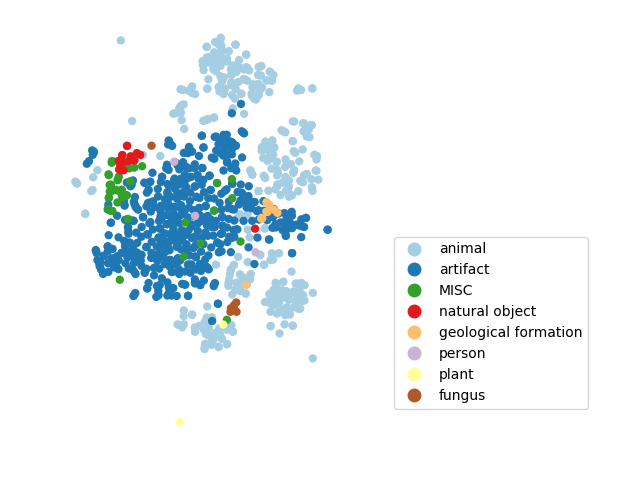 animal
artifact
MISC
natural object
geological formation
person
plant
fungus